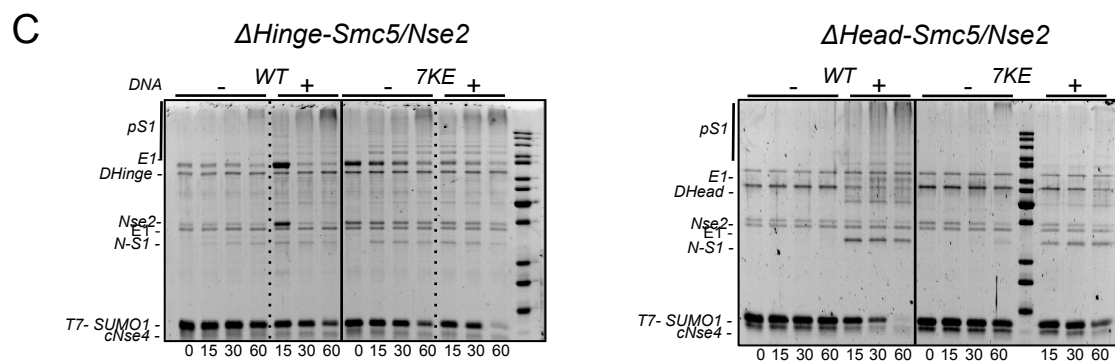 C
ΔHinge-Smc5/Nse2
DNA - WT + - 7KE +
pS1
E1
DHinge -
Nse2-
E1 -
N-S1 -
T7- SUMO1 -
cNse4 -
0 15 30 60 15 30 60 0 15 30 60 15 30 60
ΔHead-Smc5/Nse2
- WT + - 7KE +
pS1
E1-
DHead -
Nse2-
E1 -
N-S1 -
T7- SUMO1 -
cNse4 -
0 15 30 60 15 30 60 0 15 30 60 15 30 60